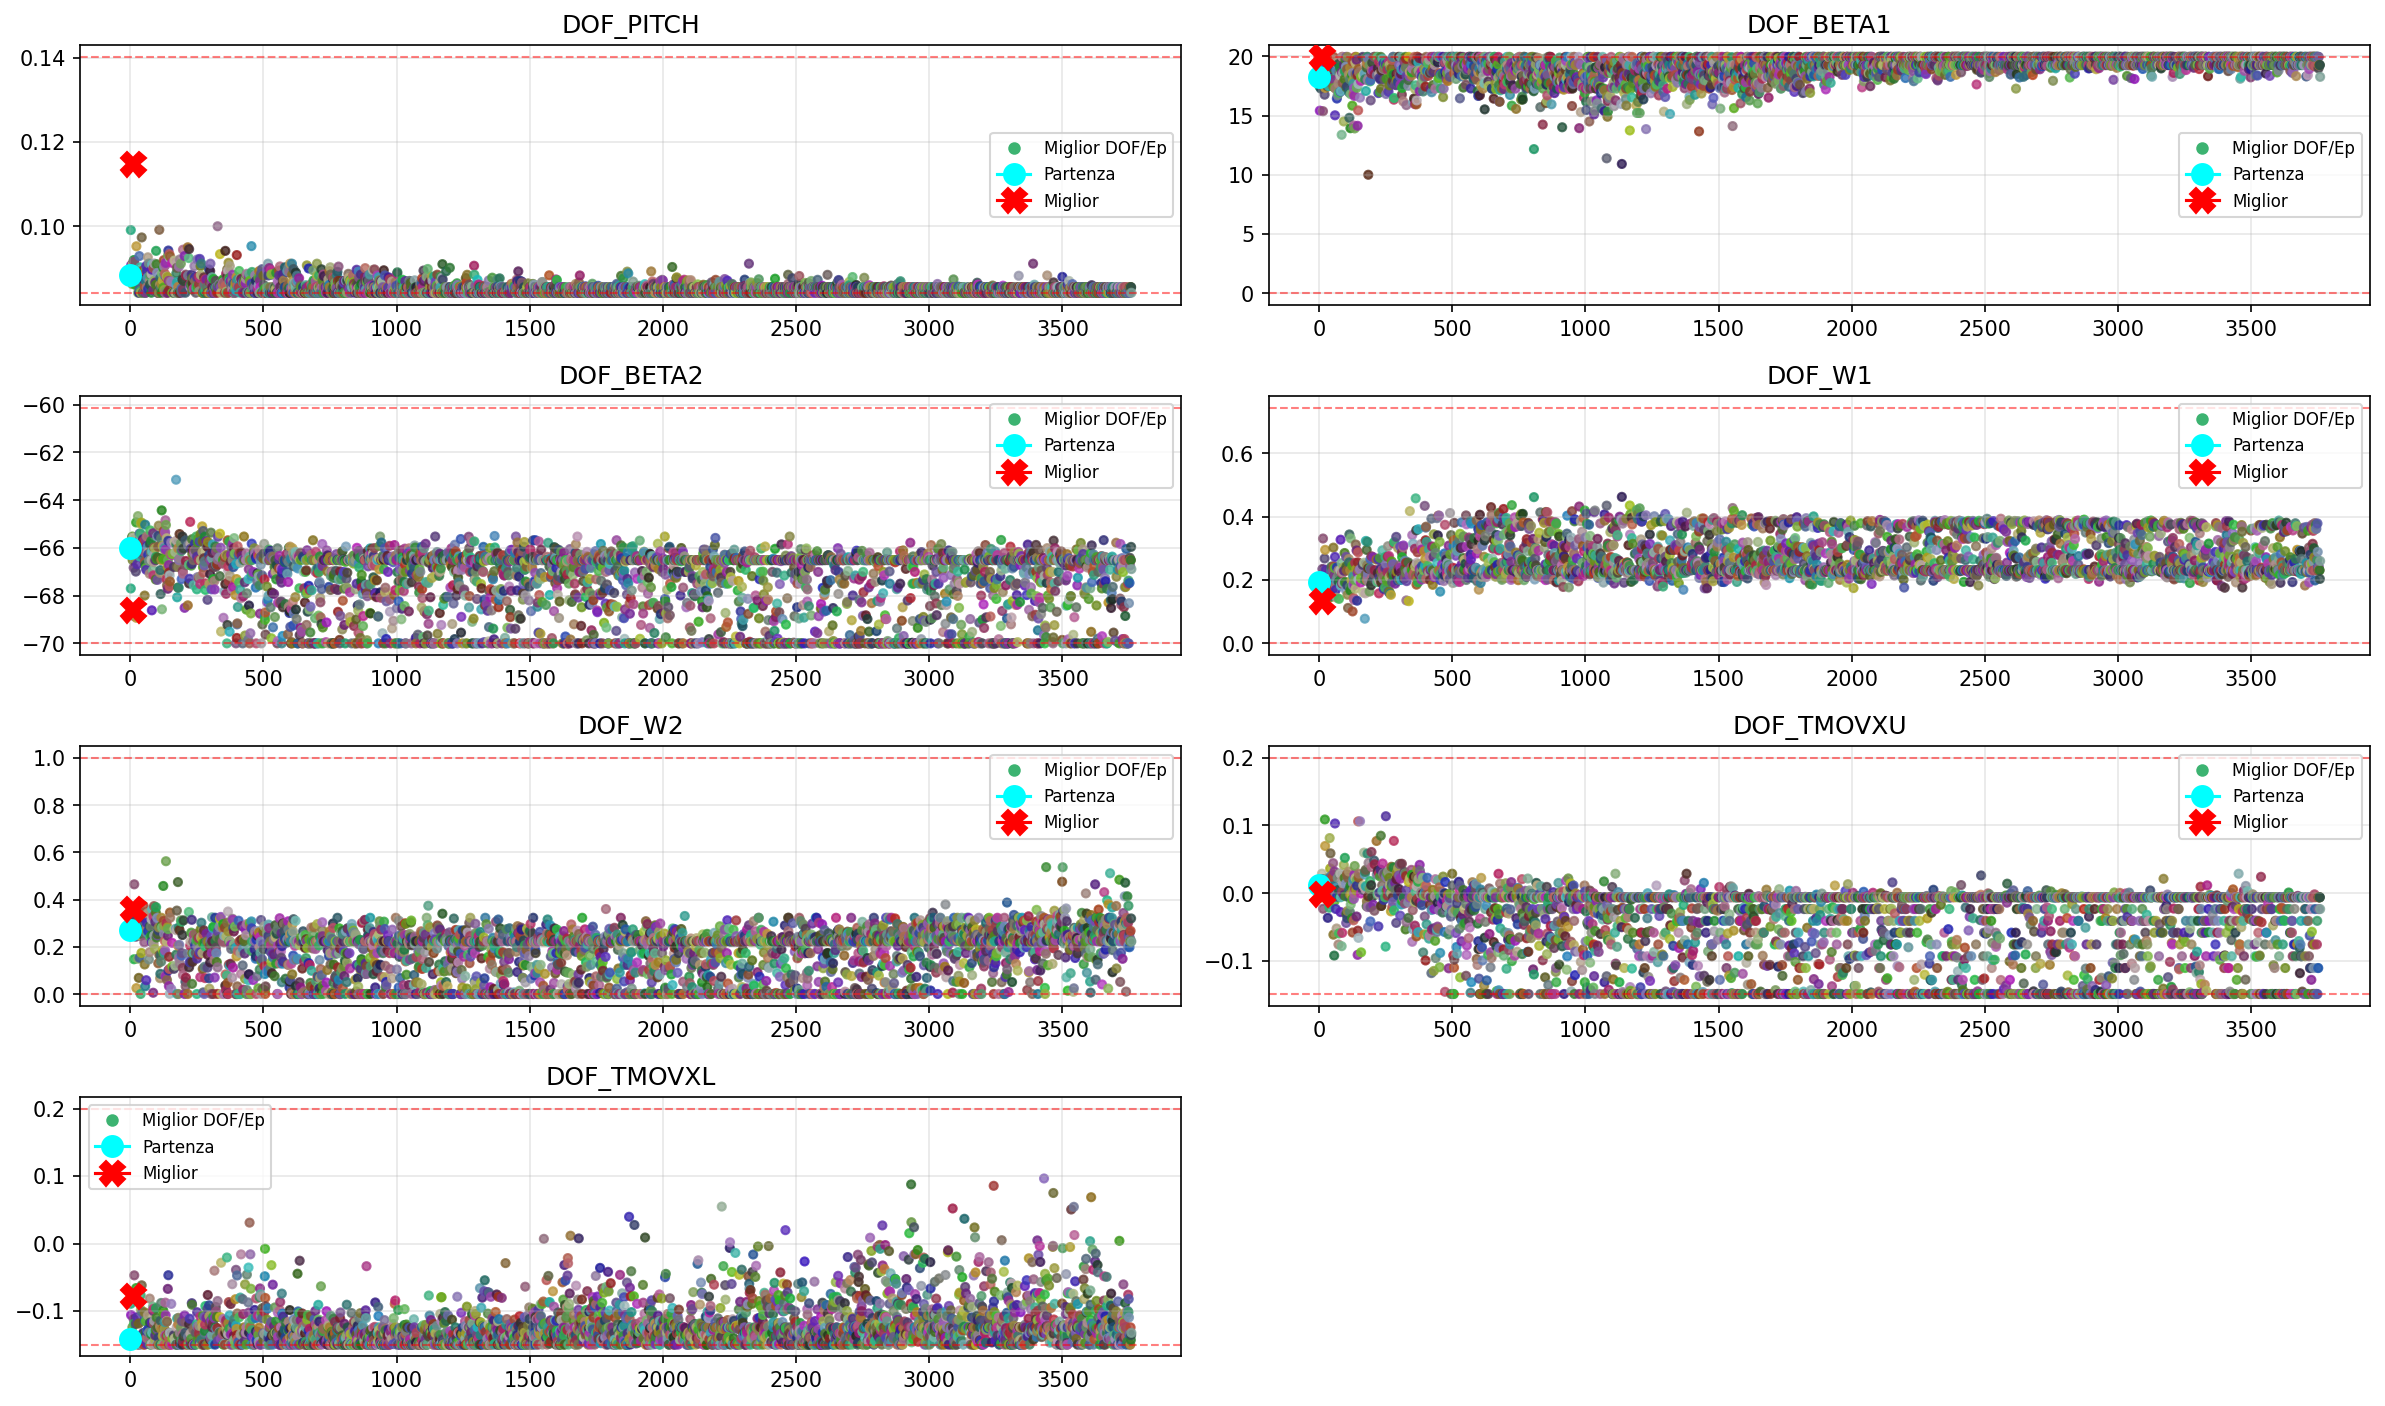 DOF_PITCH
0.14
0.12
0.10
Miglior DOF/Ep
Partenza
Miglior
0 500 1000 1500 2000 2500 3000 3500
DOF_BETA1
20
15
10
5
0
Miglior DOF/Ep
Partenza
Miglior
0 500 1000 1500 2000 2500 3000 3500
DOF_BETA2
−60
−62
−64
−66
−68
−70
Miglior DOF/Ep
Partenza
Miglior
0 500 1000 1500 2000 2500 3000 3500
DOF_W1
0.6
0.4
0.2
0.0
Miglior DOF/Ep
Partenza
Miglior
0 500 1000 1500 2000 2500 3000 3500
DOF_W2
1.0
0.8
0.6
0.4
0.2
0.0
Miglior DOF/Ep
Partenza
Miglior
0 500 1000 1500 2000 2500 3000 3500
DOF_TMOVXU
0.2
0.1
0.0
−0.1
Miglior DOF/Ep
Partenza
Miglior
0 500 1000 1500 2000 2500 3000 3500
DOF_TMOVXL
0.2
0.1
0.0
−0.1
Miglior DOF/Ep
Partenza
Miglior
0 500 1000 1500 2000 2500 3000 3500